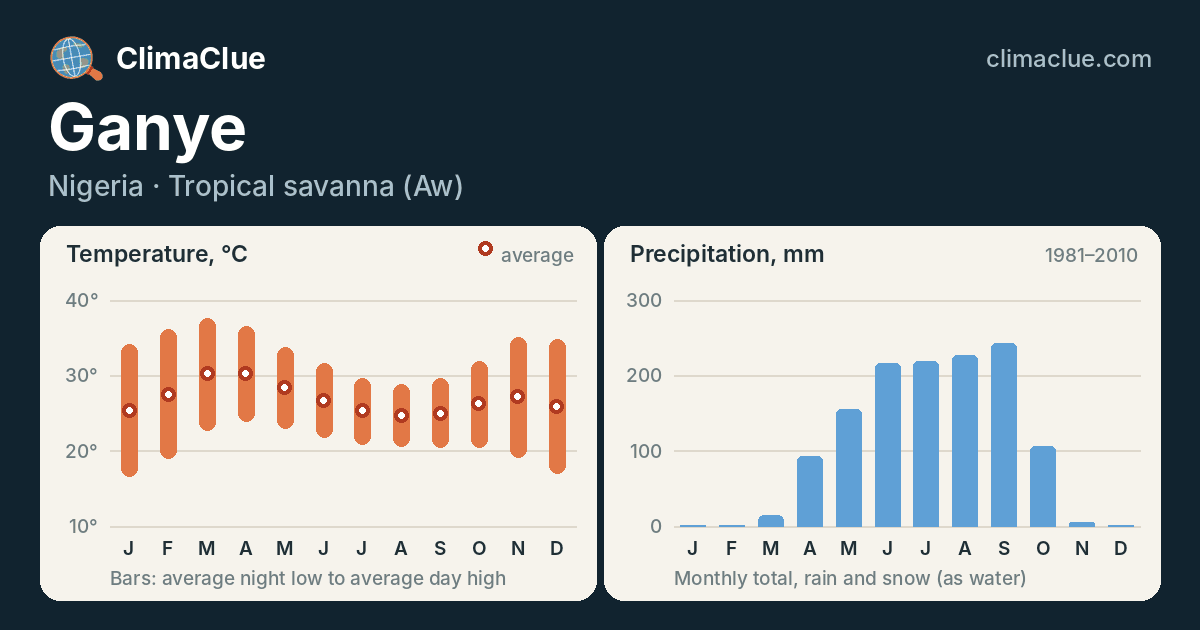 ClimaClue
climaclue.com
Ganye
Nigeria · Tropical savanna (Aw)
Temperature, °C
average
40°
30°
20°
10°
J F M A M J J A S O N D
Bars: average night low to average day high
Precipitation, mm
1981–2010
300
200
100
0
J F M A M J J A S O N D
Monthly total, rain and snow (as water)